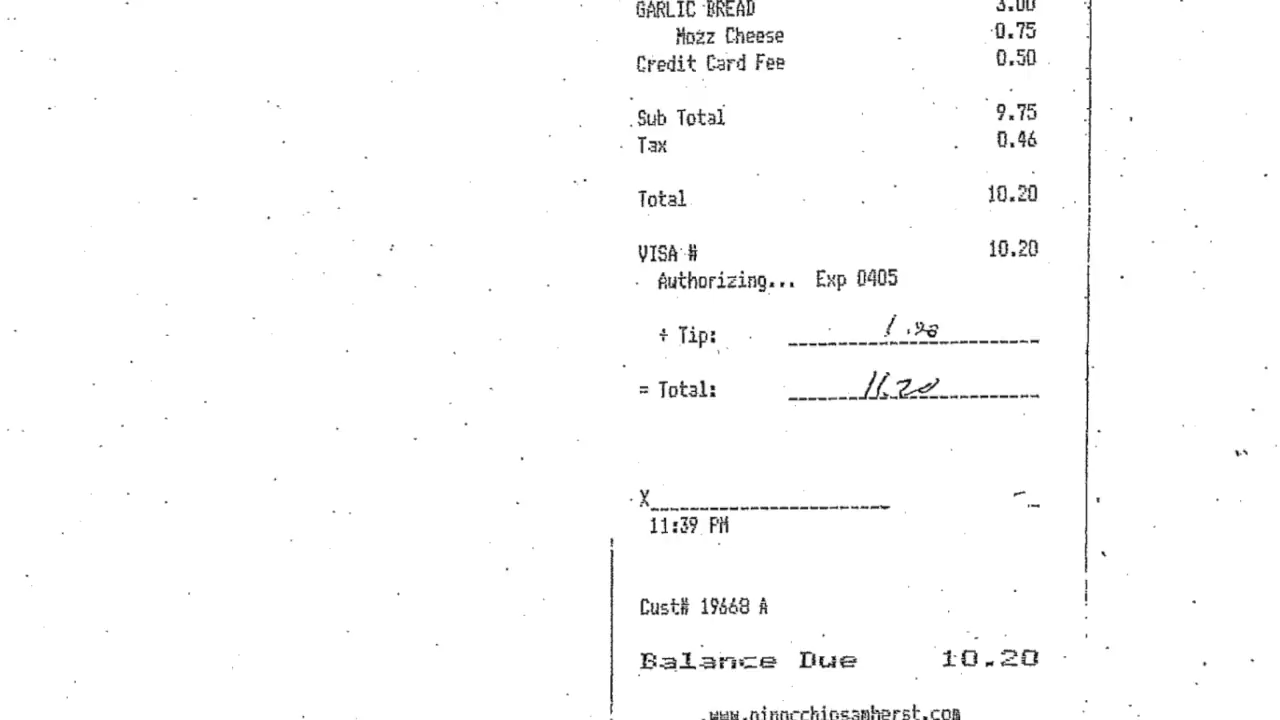 GARLIC BREAD 3.00
Mozz Cheese 0.75
Credit Card Fee 0.50
Sub Total 9.75
Tax 0.46
Total 10.20
VISA # 10.20
Authorizing... Exp 0405
+ Tip: 1.00
= Total: 11.20
X
11:39 PM
Cust# 19668 A
Balance Due 10.20
www.pinocchiosamherst.com